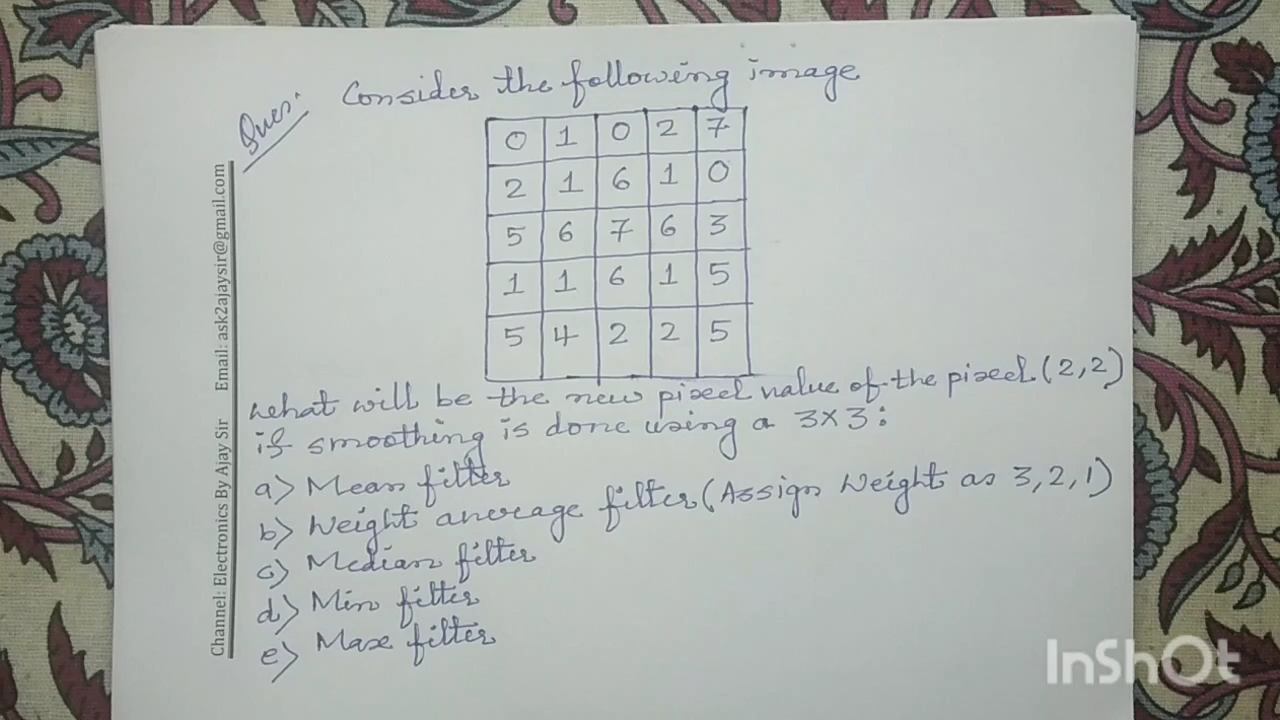 Ques.
Consider the following image
0 1 0 2 7
2 1 6 1 0
5 6 7 6 3
1 1 6 1 5
5 4 2 2 5
what will be the new pixel value of the pixel (2,2)
if smoothing is done using a 3×3:
a) Mean filter
b) Weight average filter (Assign Weight as 3,2,1)
c) Median filter
d) Min filter
e) Max filter
Channel: Electronics By Ajay Sir Email: ask2ajaysir@gmail.com
InShOt